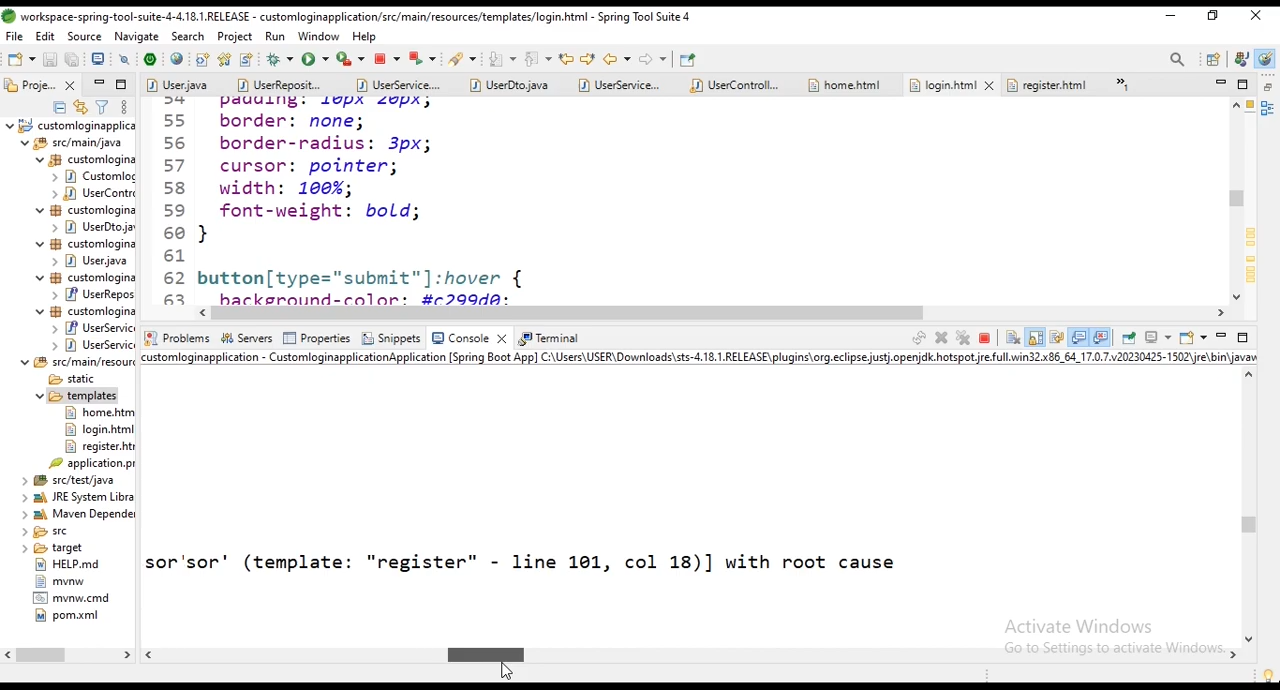 workspace-spring-tool-suite-4-4.18.1.RELEASE - customloginapplication/src/main/resources/templates/login.html - Spring Tool Suite 4
File Edit Source Navigate Search Project Run Window Help
Proje...
User.java
UserReposit...
UserService....
UserDto.java
UserService...
UserControll...
home.html
login.html
register.html
»1
customloginapplica
src/main/java
customlogina
Customlog
UserContr
customlogina
UserDto.ja
customlogina
User.java
customlogina
UserRepos
customlogina
UserServic
UserServic
src/main/resour
static
templates
home.htm
login.html
register.ht
application.pr
src/test/java
JRE System Libra
Maven Depende
src
target
HELP.md
mvnw
mvnw.cmd
pom.xml
54 padding: 10px 20px;
55 border: none;
56 border-radius: 3px;
57 cursor: pointer;
58 width: 100%;
59 font-weight: bold;
60 }
61
62 button[type="submit"]:hover {
63 background-color: #c299d0;
Problems Servers Properties Snippets Console Terminal
customloginapplication - CustomloginapplicationApplication [Spring Boot App] C:\Users\USER\Downloads\sts-4.18.1.RELEASE\plugins\org.eclipse.justj.openjdk.hotspot.jre.full.win32.x86_64_17.0.7.v20230425-1502\jre\bin\javaw
sor'sor' (template: "register" - line 101, col 18)] with root cause
Activate Windows
Go to Settings to activate Windows.